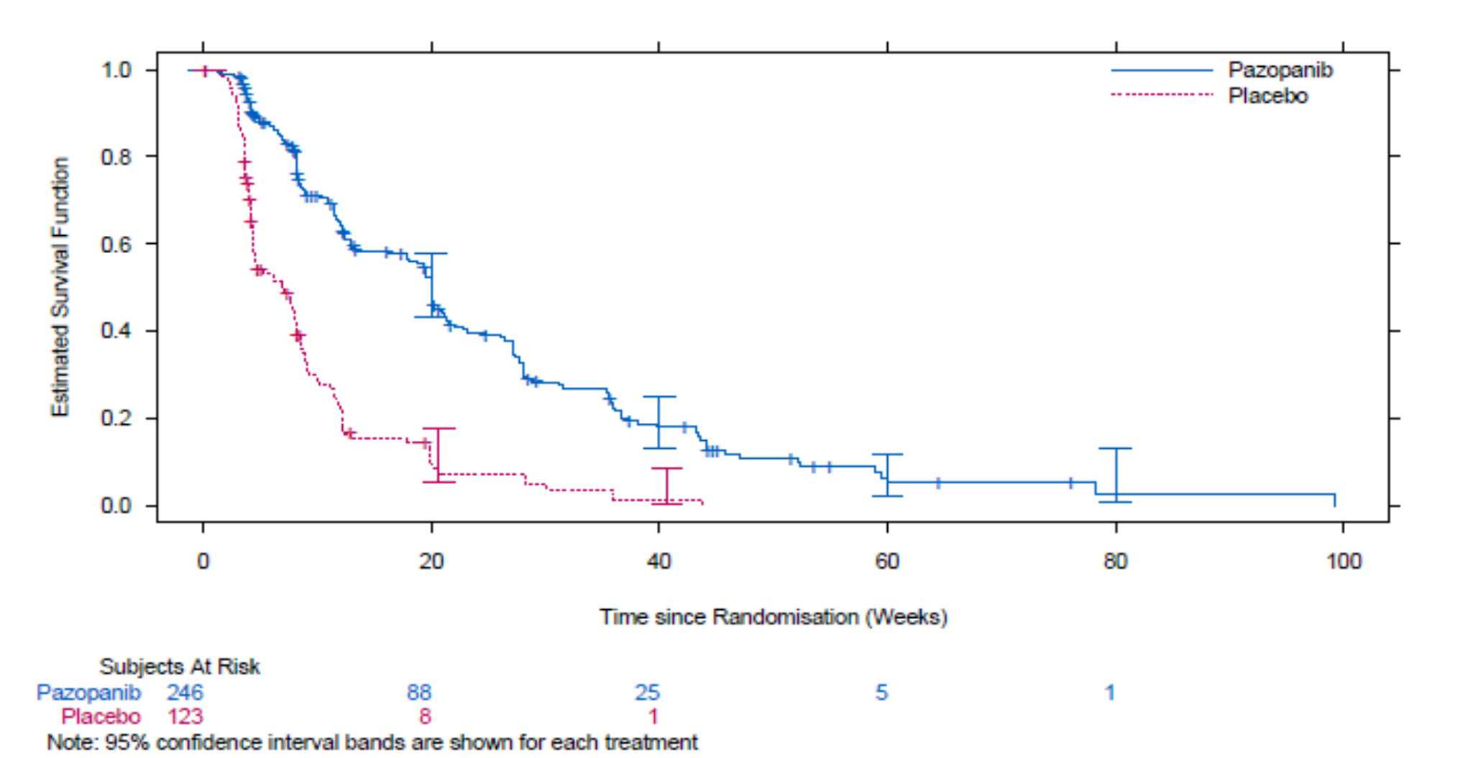 1.0
0.8
0.6
0.4
0.2
0.0
Estimated Survival Function
Pazopanib
Placebo
0 20 40 60 80 100
Time since Randomisation (Weeks)
Subjects At Risk
Pazopanib 246 88 25 5 1
Placebo 123 8 1
Note: 95% confidence interval bands are shown for each treatment